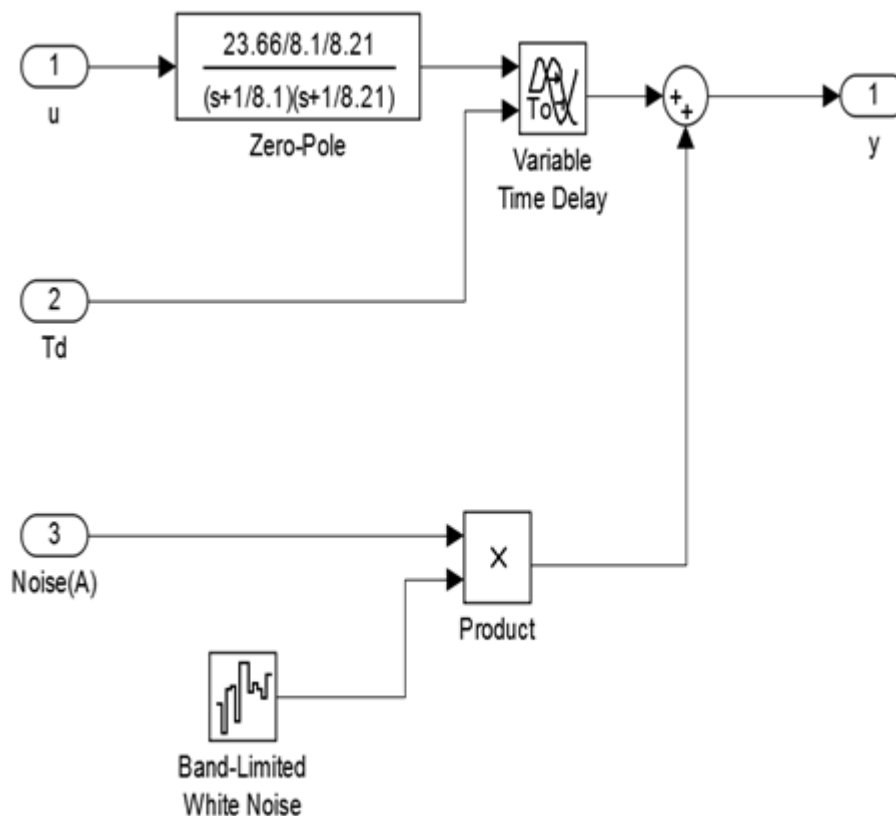 1
u
23.66/8.1/8.21
(s+1/8.1)(s+1/8.21)
Zero-Pole
To
Variable
Time Delay
+
+
1
y
2
Td
3
Noise(A)
×
Product
Band-Limited
White Noise